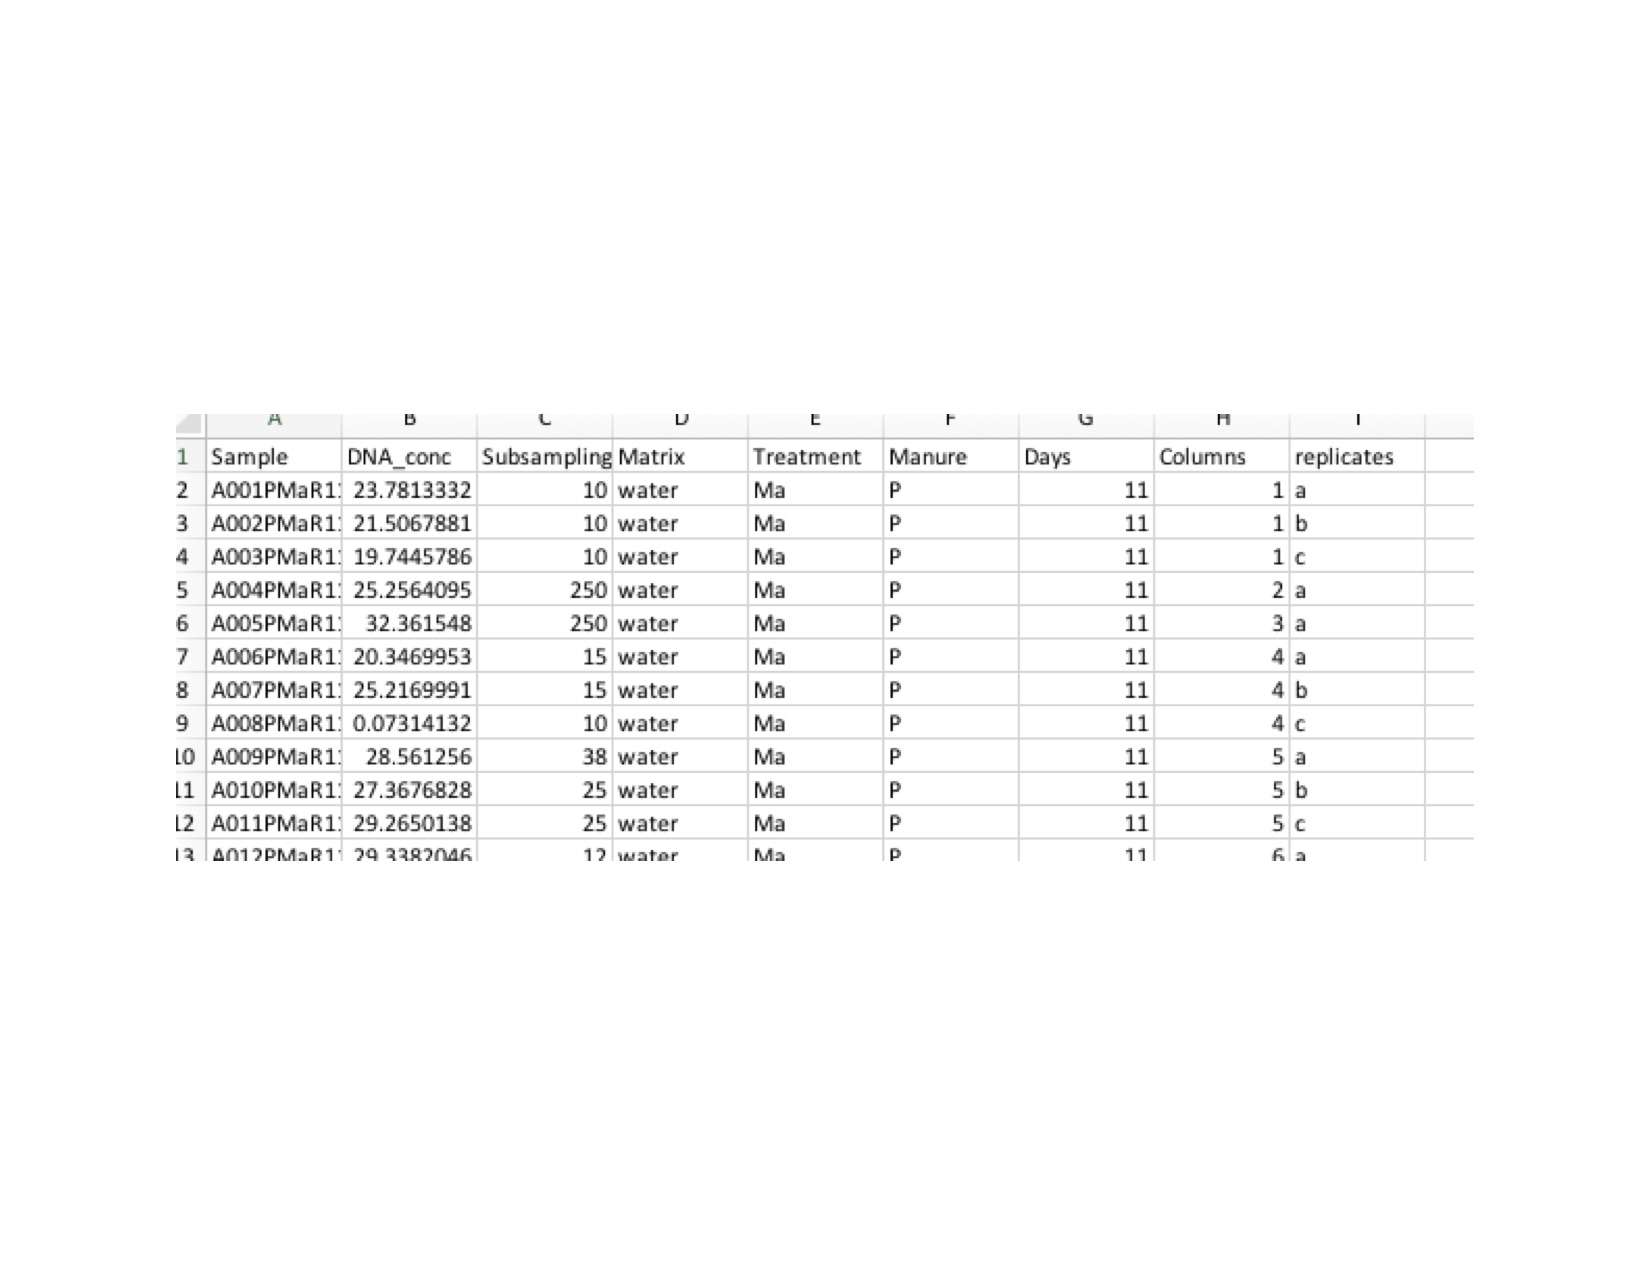 A B C D E F G H I
1 Sample DNA_conc Subsampling Matrix Treatment Manure Days Columns replicates
2 A001PMaR1 23.7813332 10 water Ma P 11 1 a
3 A002PMaR1 21.5067881 10 water Ma P 11 1 b
4 A003PMaR1 19.7445786 10 water Ma P 11 1 c
5 A004PMaR1 25.2564095 250 water Ma P 11 2 a
6 A005PMaR1 32.361548 250 water Ma P 11 3 a
7 A006PMaR1 20.3469953 15 water Ma P 11 4 a
8 A007PMaR1 25.2169991 15 water Ma P 11 4 b
9 A008PMaR1 0.07314132 10 water Ma P 11 4 c
10 A009PMaR1 28.561256 38 water Ma P 11 5 a
11 A010PMaR1 27.3676828 25 water Ma P 11 5 b
12 A011PMaR1 29.2650138 25 water Ma P 11 5 c
13 A012PMaR1 29.3382046 12 water Ma P 11 6 a